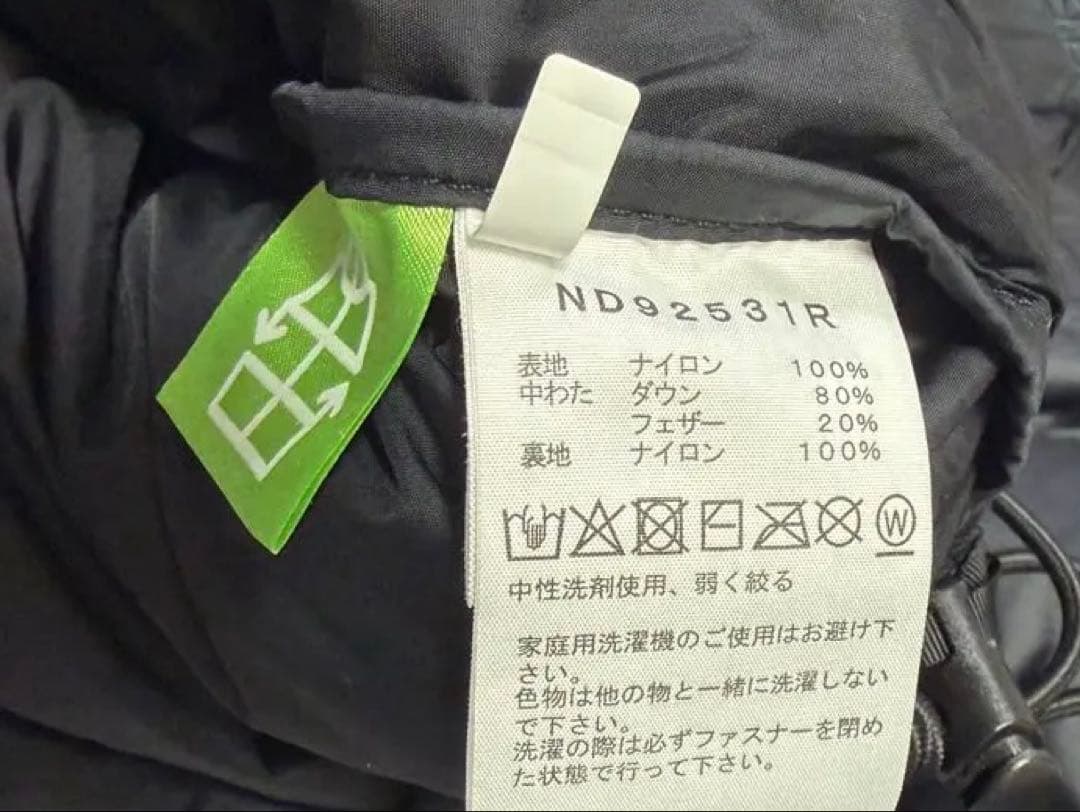 ND92531R
表地 ナイロン 100%
中わた ダウン 80%
フェザー 20%
裏地 ナイロン 100%
W
中性洗剤使用、弱く絞る
家庭用洗濯機のご使用はお避け下
さい。
色物は他の物と一緒に洗濯しない
で下さい。
洗濯の際は必ずファスナーを閉め
た状態で行って下さい。